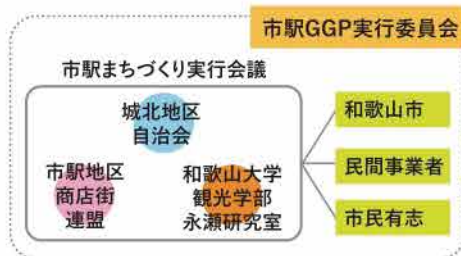 市駅GGP実行委員会
市駅まちづくり実行会議
城北地区
自治会
市駅地区
商店街
連盟
和歌山大学
観光学部
永瀬研究室
和歌山市
民間事業者
市民有志